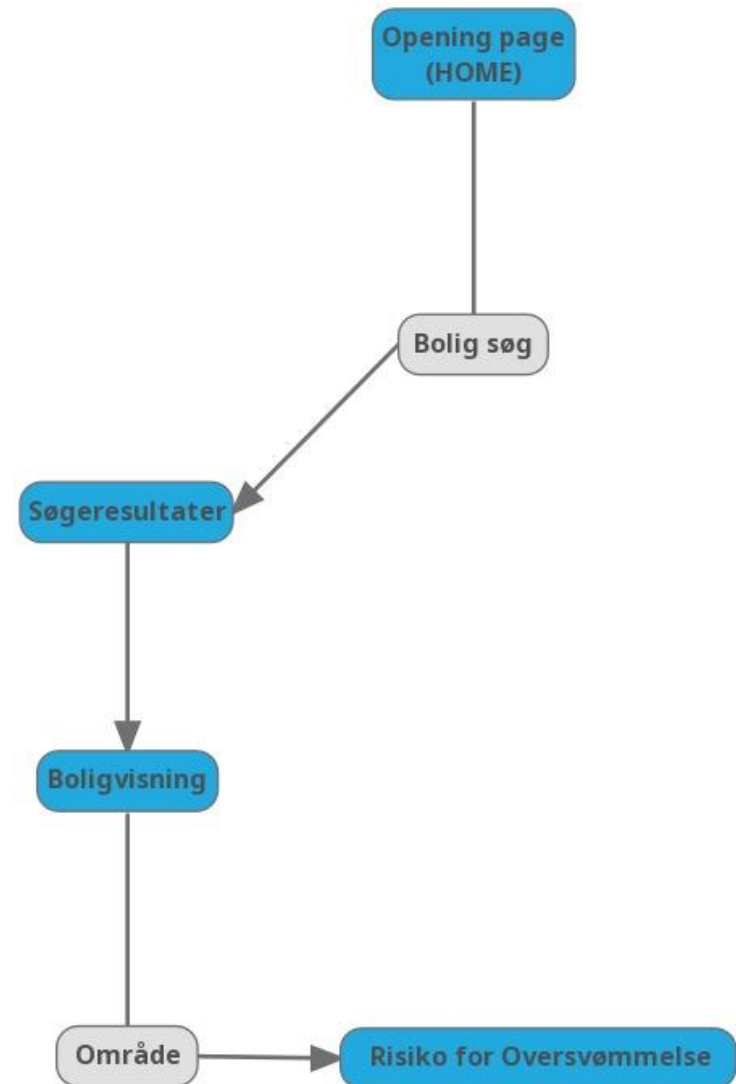 Opening page
(HOME)
Bolig søg
Søgeresultater
Boligvisning
Område
Risiko for Oversvømmelse